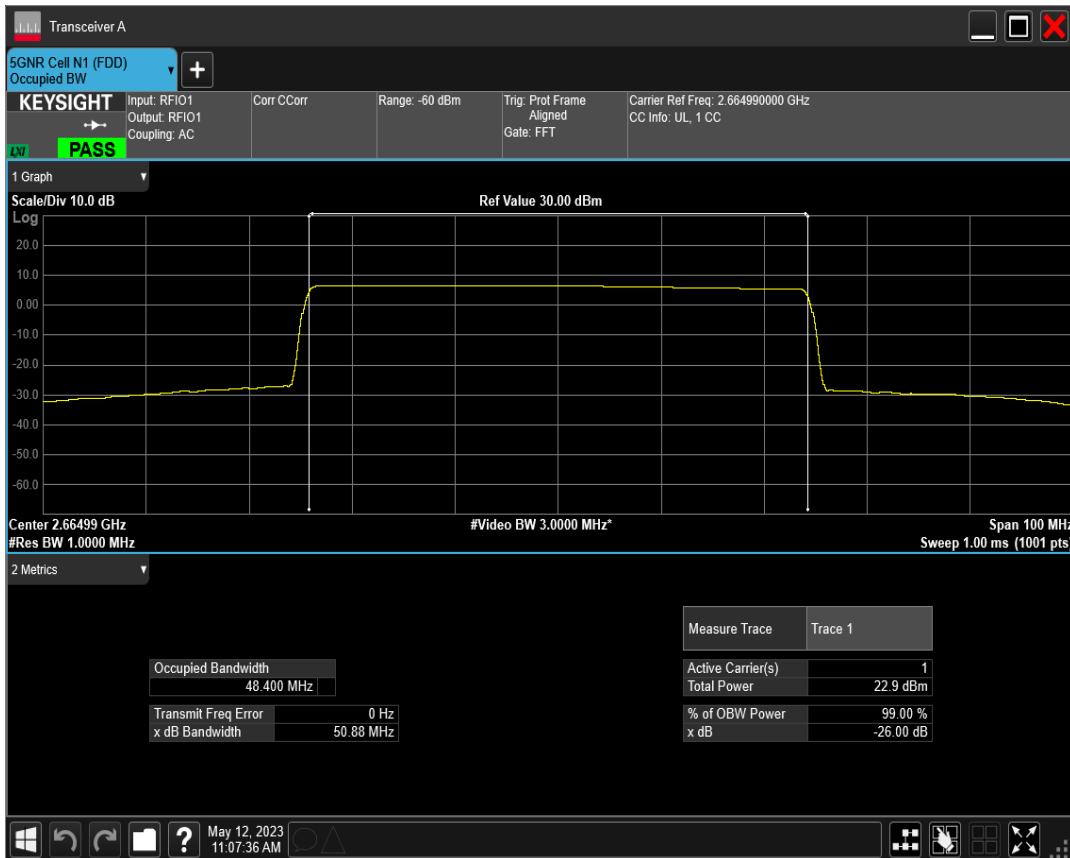 Transceiver A
5GNR Cell N1 (FDD)
Occupied BW
+
KEYSIGHT
LXI
PASS
Input: RFIO1
Output: RFIO1
Coupling: AC
Corr CCorr
Range: -60 dBm
Trig: Prot Frame
Aligned
Gate: FFT
Carrier Ref Freq: 2.664990000 GHz
CC Info: UL, 1 CC
1 Graph
Scale/Div 10.0 dB
Ref Value 30.00 dBm
Log
20.0
10.0
0.00
-10.0
-20.0
-30.0
-40.0
-50.0
-60.0
Center 2.66499 GHz
#Video BW 3.0000 MHz*
Span 100 MHz
#Res BW 1.0000 MHz
Sweep 1.00 ms (1001 pts)
2 Metrics
Measure Trace Trace 1
Occupied Bandwidth
48.400 MHz
Active Carrier(s) 1
Total Power 22.9 dBm
Transmit Freq Error 0 Hz
x dB Bandwidth 50.88 MHz
% of OBW Power 99.00 %
x dB -26.00 dB
?
May 12, 2023
11:07:36 AM